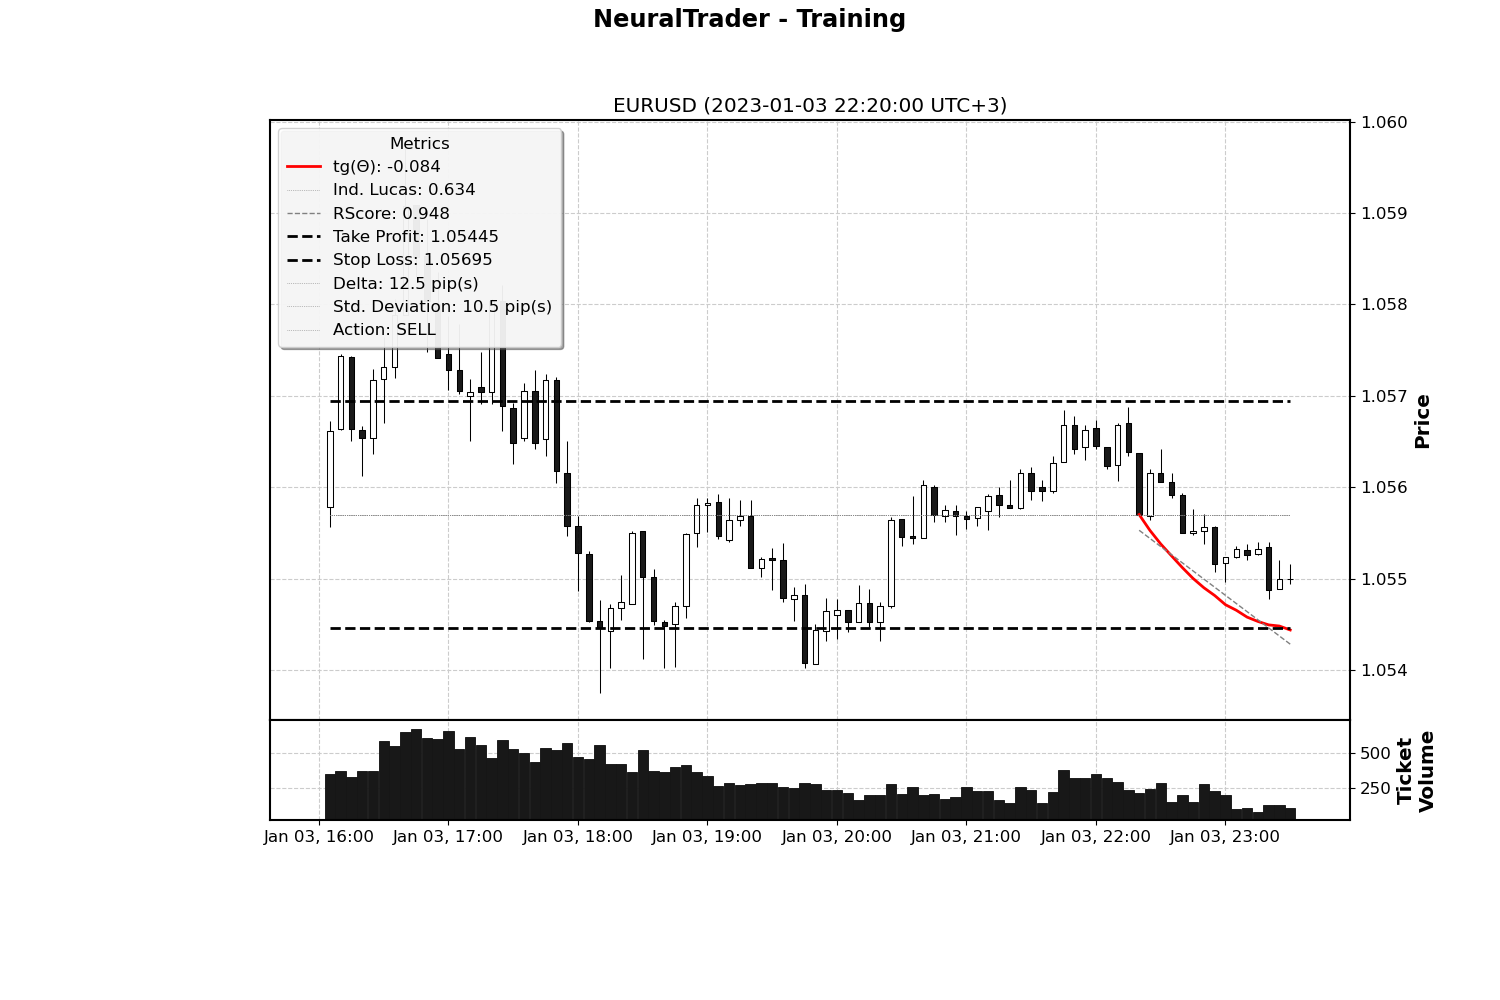 NeuralTrader - Training
EURUSD (2023-01-03 22:20:00 UTC+3)
Metrics
tg(Θ): -0.084
Ind. Lucas: 0.634
RScore: 0.948
Take Profit: 1.05445
Stop Loss: 1.05695
Delta: 12.5 pip(s)
Std. Deviation: 10.5 pip(s)
Action: SELL
1.060
1.059
1.058
1.057
1.056
1.055
1.054
Price
500
250
Ticket
Volume
Jan 03, 16:00
Jan 03, 17:00
Jan 03, 18:00
Jan 03, 19:00
Jan 03, 20:00
Jan 03, 21:00
Jan 03, 22:00
Jan 03, 23:00